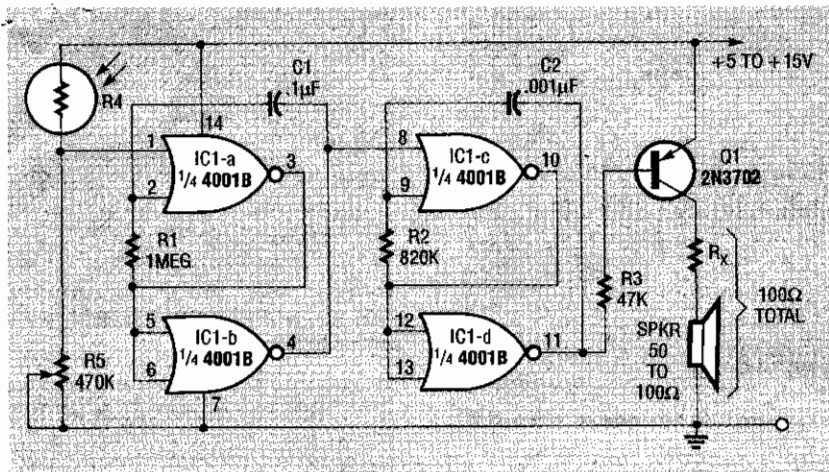 R4
14
1
IC1-a
1/4 4001B
3
2
C1
.1µF
R1
1MEG
5
IC1-b
1/4 4001B
4
6
7
R5
470K
C2
.001µF
8
IC1-c
1/4 4001B
10
9
R2
820K
12
IC1-d
1/4 4001B
11
13
+5 TO +15V
Q1
2N3702
R3
47K
RX
SPKR
50
TO
100Ω
100Ω
TOTAL